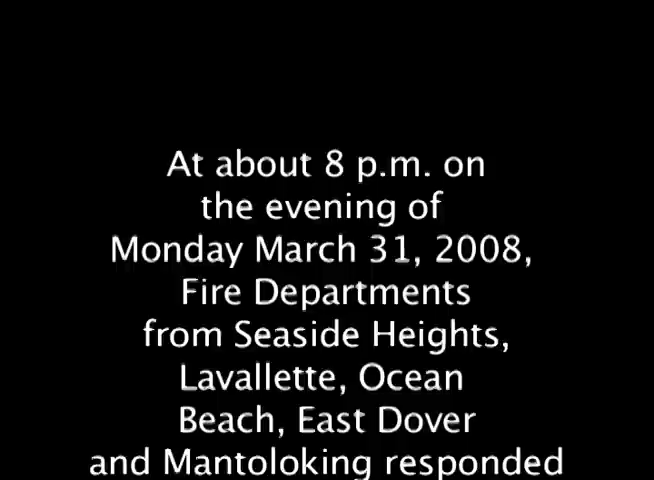 At about 8 p.m. on
the evening of
Monday March 31, 2008,
Fire Departments
from Seaside Heights,
Lavallette, Ocean
Beach, East Dover
and Mantoloking responded